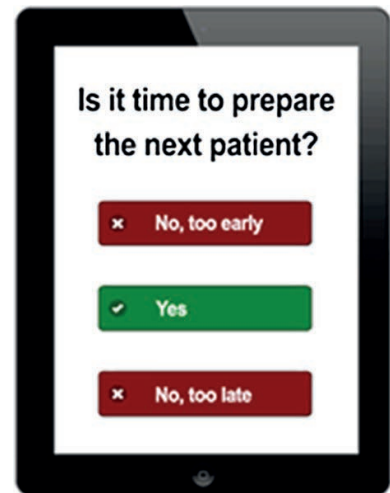 Is it time to prepare
the next patient?
No, too early
Yes
No, too late